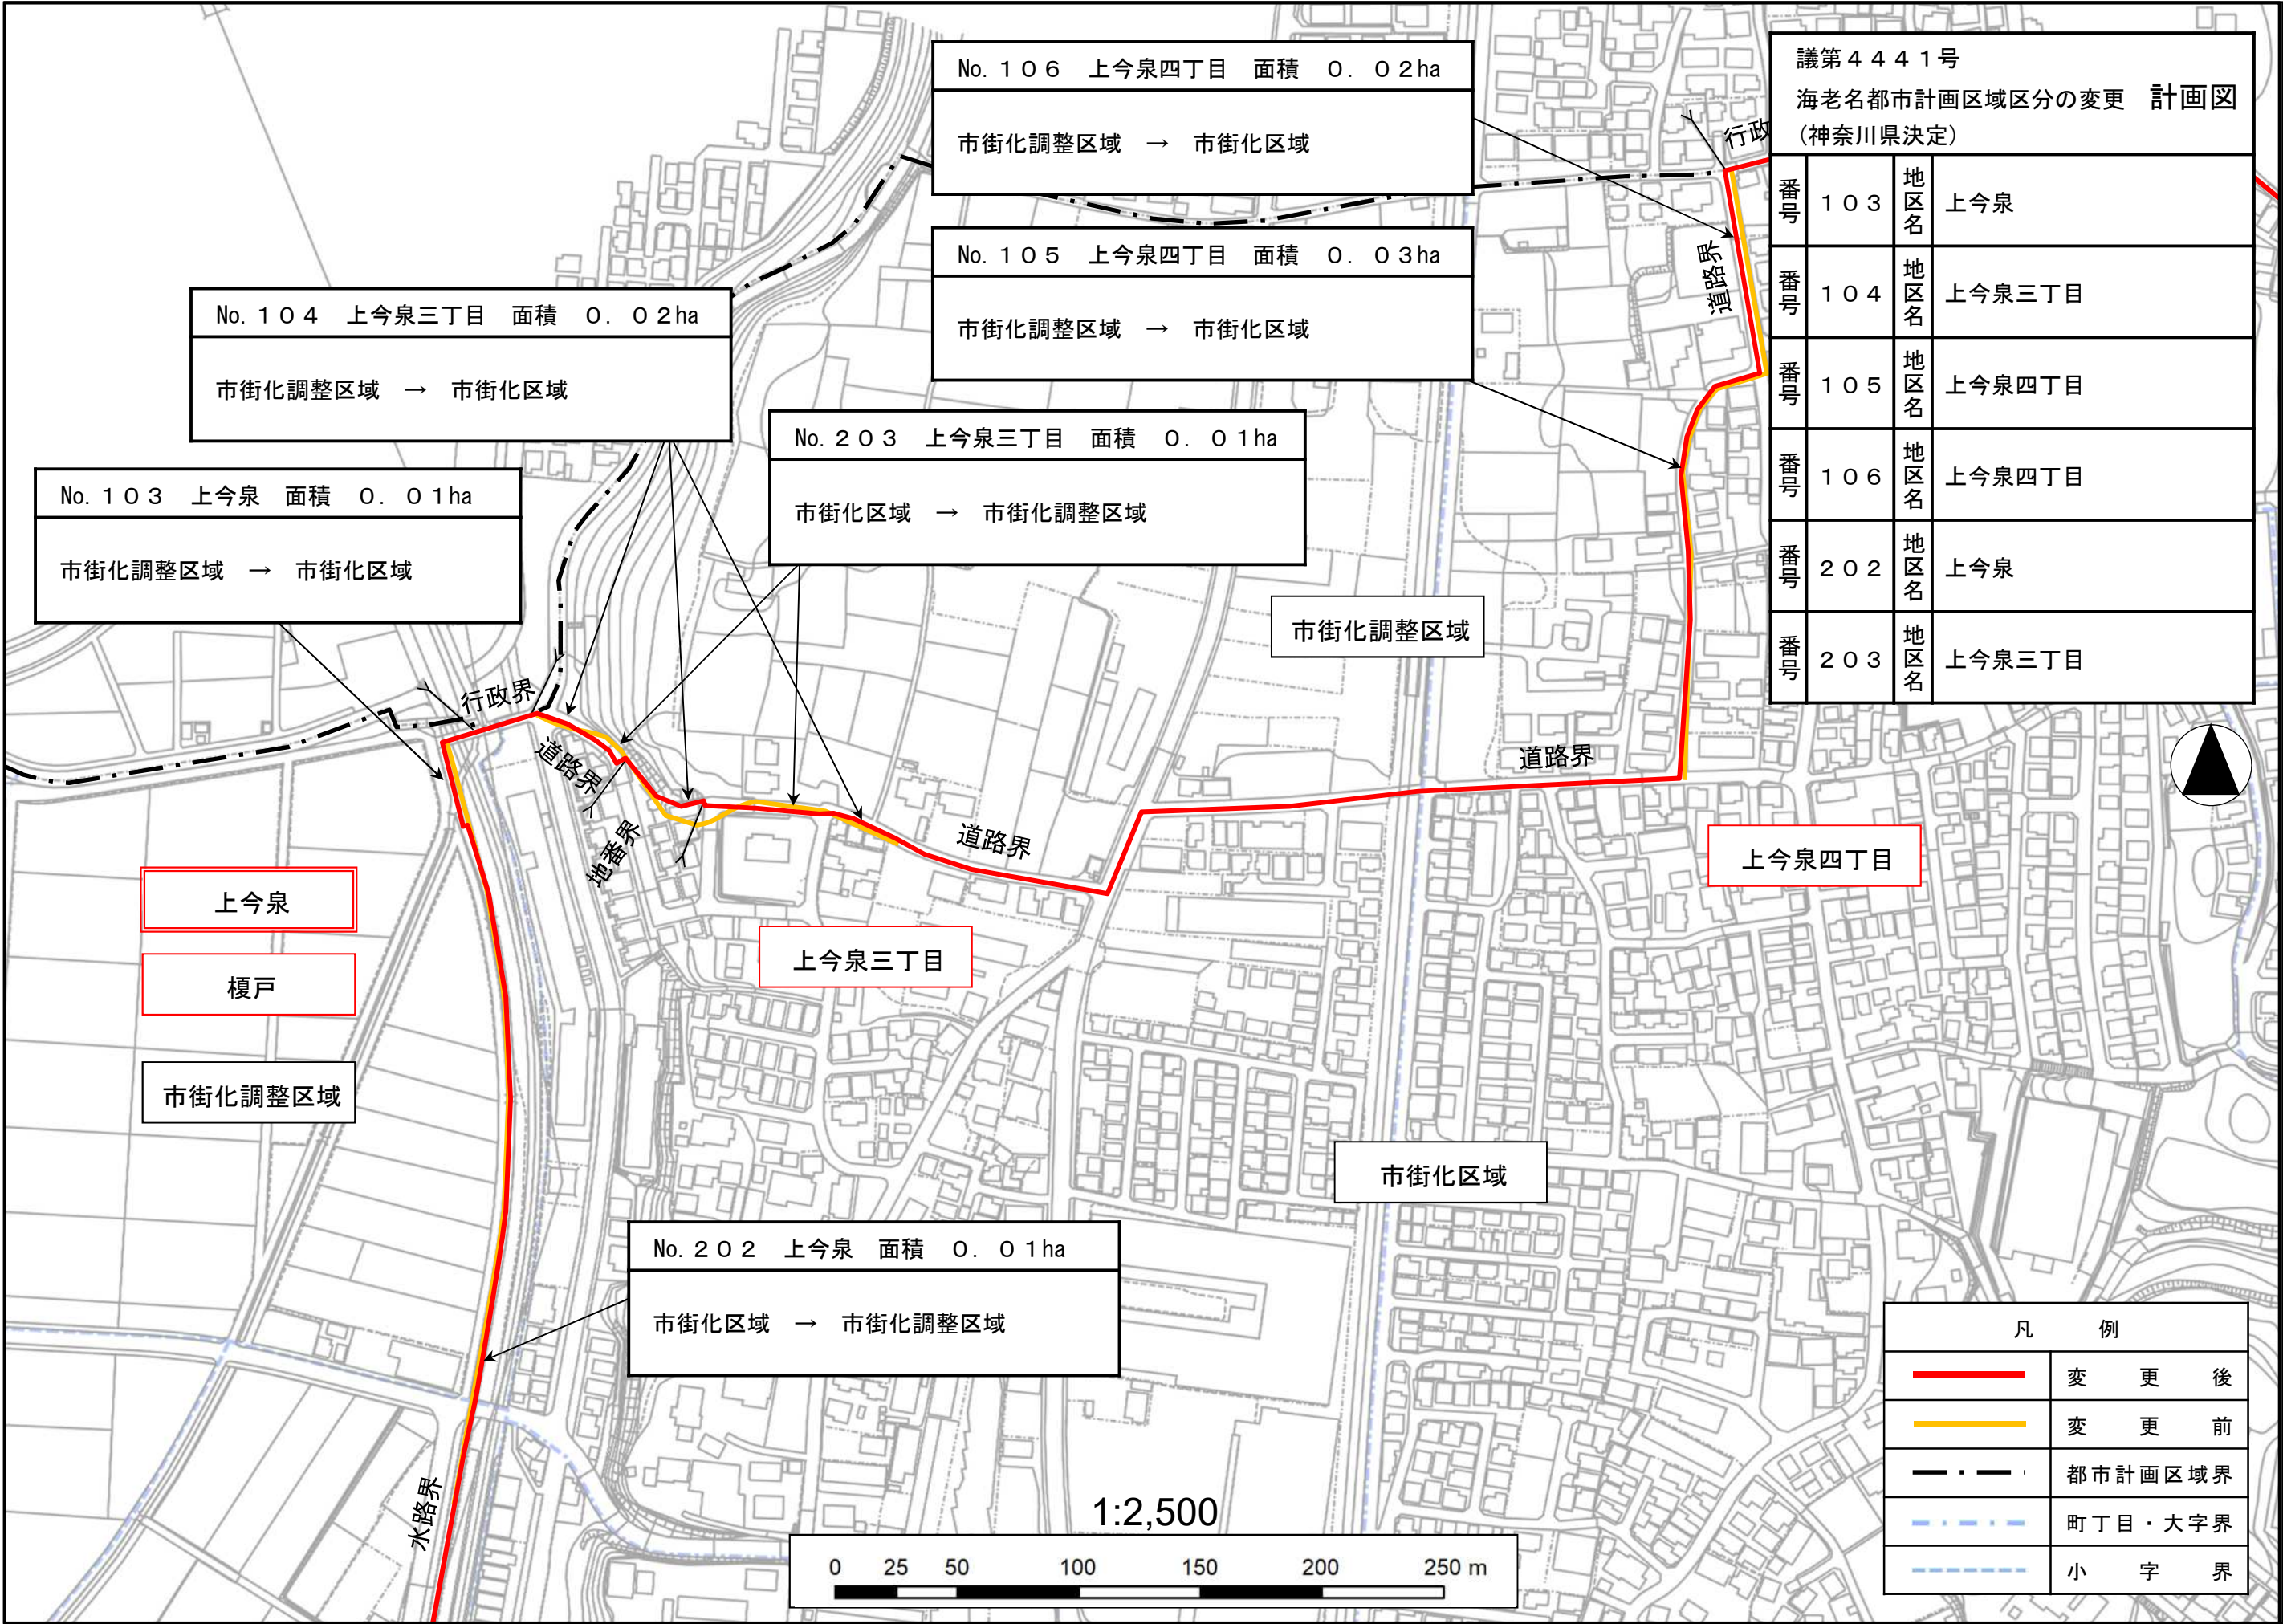 議第４４４１号
海老名都市計画区域区分の変更　計画図
（神奈川県決定）
番号 １０３ 地区名 上今泉
番号 １０４ 地区名 上今泉三丁目
番号 １０５ 地区名 上今泉四丁目
番号 １０６ 地区名 上今泉四丁目
番号 ２０２ 地区名 上今泉
番号 ２０３ 地区名 上今泉三丁目
No.１０６　上今泉四丁目　面積　０．０２ha
市街化調整区域　→　市街化区域
No.１０５　上今泉四丁目　面積　０．０３ha
市街化調整区域　→　市街化区域
No.１０４　上今泉三丁目　面積　０．０２ha
市街化調整区域　→　市街化区域
No.２０３　上今泉三丁目　面積　０．０１ha
市街化区域　→　市街化調整区域
No.１０３　上今泉　面積　０．０１ha
市街化調整区域　→　市街化区域
行政
道路界
市街化調整区域
行政界
道路界
地番界
道路界
道路界
上今泉四丁目
上今泉
榎戸
市街化調整区域
上今泉三丁目
市街化区域
No.２０２　上今泉　面積　０．０１ha
市街化区域　→　市街化調整区域
水路界
1:2,500
0 25 50 100 150 200 250 m
凡　例
変更後
変更前
都市計画区域界
町丁目・大字界
小字界